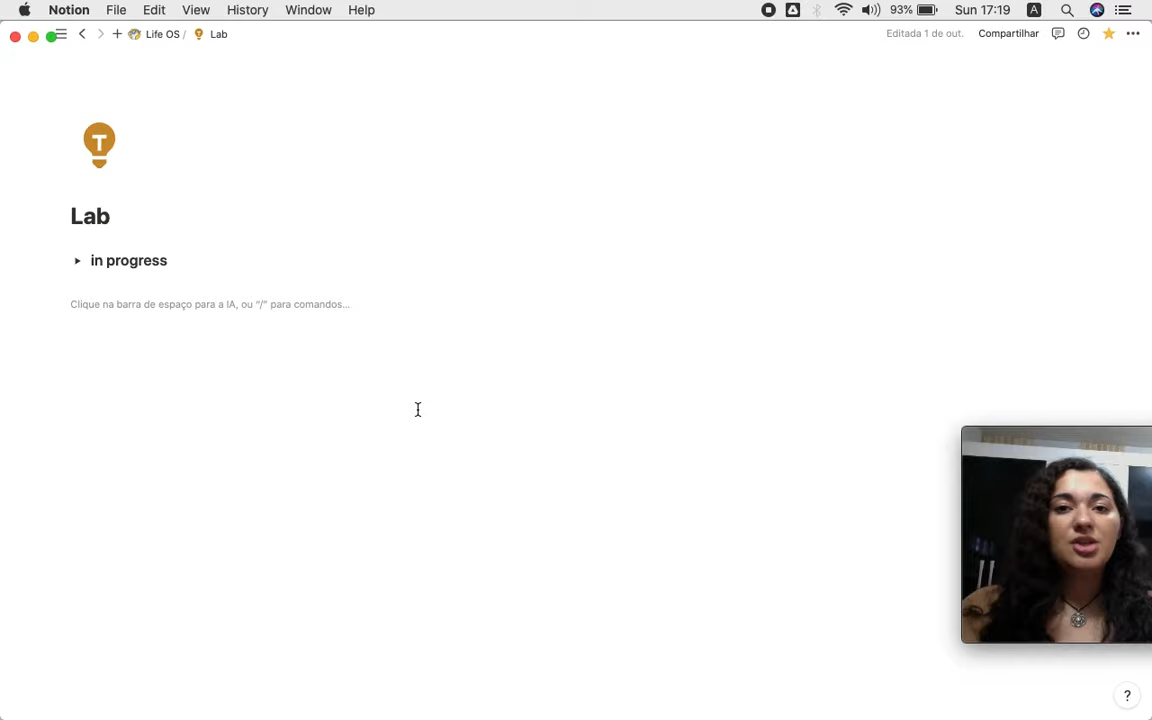 Notion File Edit View History Window Help 93% Sun 17:19 A
Life OS / Lab Editada 1 de out. Compartilhar
T
Lab
in progress
Clique na barra de espaço para a IA, ou “/” para comandos...
?